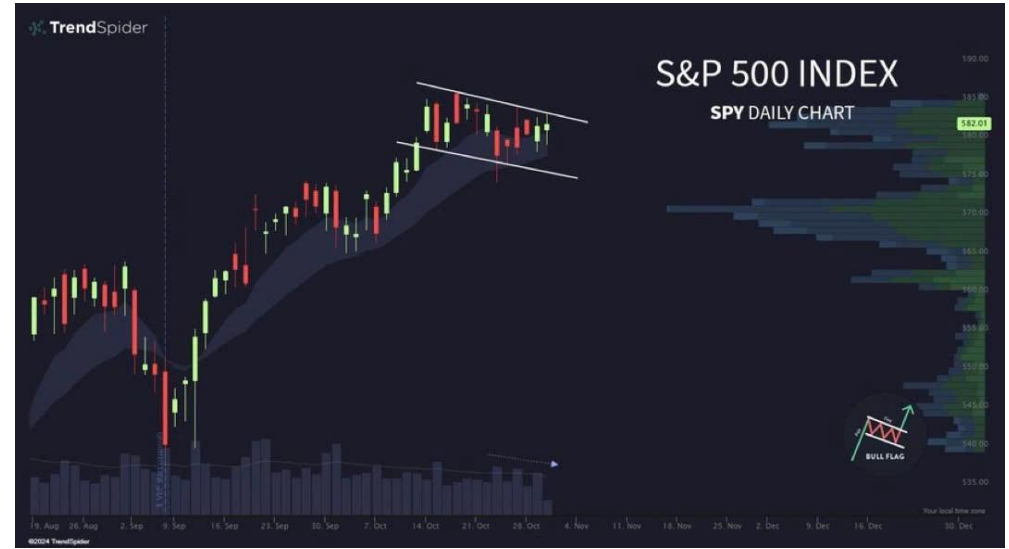 TrendSpider
S&P 500 INDEX
SPY DAILY CHART
590.00
585.00
582.01
580.00
575.00
570.00
565.00
560.00
555.00
550.00
545.00
540.00
535.00
BULL FLAG
Your local time zone
19. Aug 26. Aug 2. Sep 9. Sep 16. Sep 23. Sep 30. Sep 7. Oct 14. Oct 21. Oct 28. Oct 4. Nov 11. Nov 18. Nov 25. Nov 2. Dec 9. Dec 16. Dec 30. Dec
©2024 TrendSpider